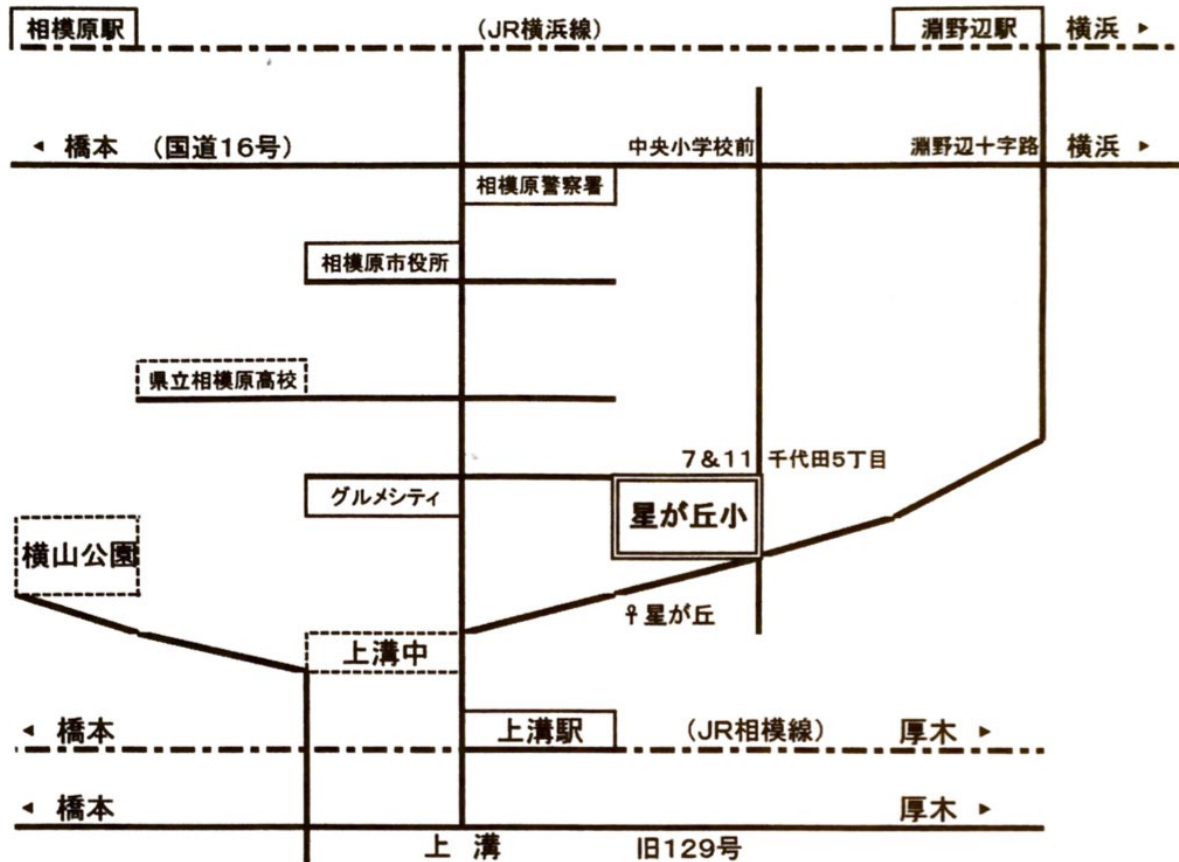 相模原駅 (JR横浜線) 淵野辺駅 横浜 ►
◄ 橋本 (国道16号) 中央小学校前 淵野辺十字路 横浜 ►
相模原警察署
相模原市役所
県立相模原高校
7&11 千代田5丁目
グルメシティ
星が丘小
横山公園
星が丘
上溝中
◄ 橋本 上溝駅 (JR相模線) 厚木 ►
◄ 橋本 厚木 ►
上溝 旧129号